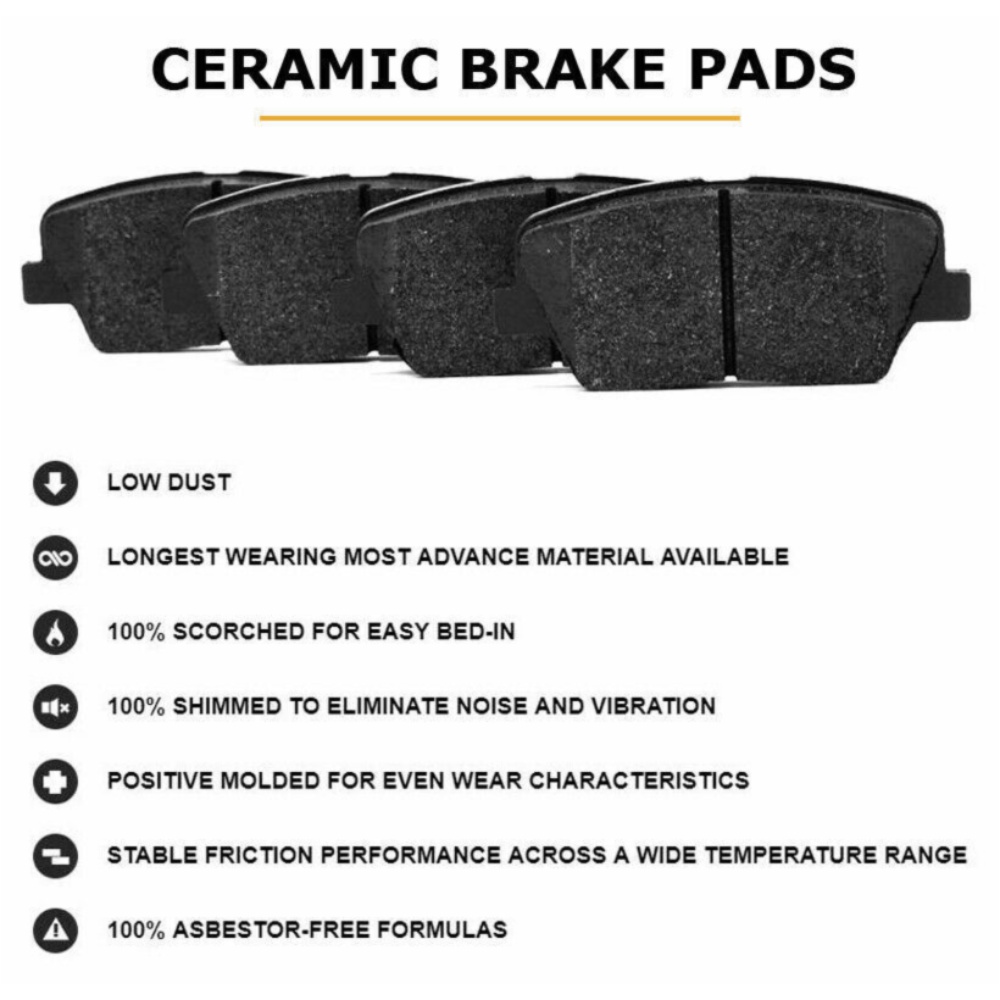 CERAMIC BRAKE PADS
LOW DUST
LONGEST WEARING MOST ADVANCE MATERIAL AVAILABLE
100% SCORCHED FOR EASY BED-IN
100% SHIMMED TO ELIMINATE NOISE AND VIBRATION
POSITIVE MOLDED FOR EVEN WEAR CHARACTERISTICS
STABLE FRICTION PERFORMANCE ACROSS A WIDE TEMPERATURE RANGE
100% ASBESTOR-FREE FORMULAS